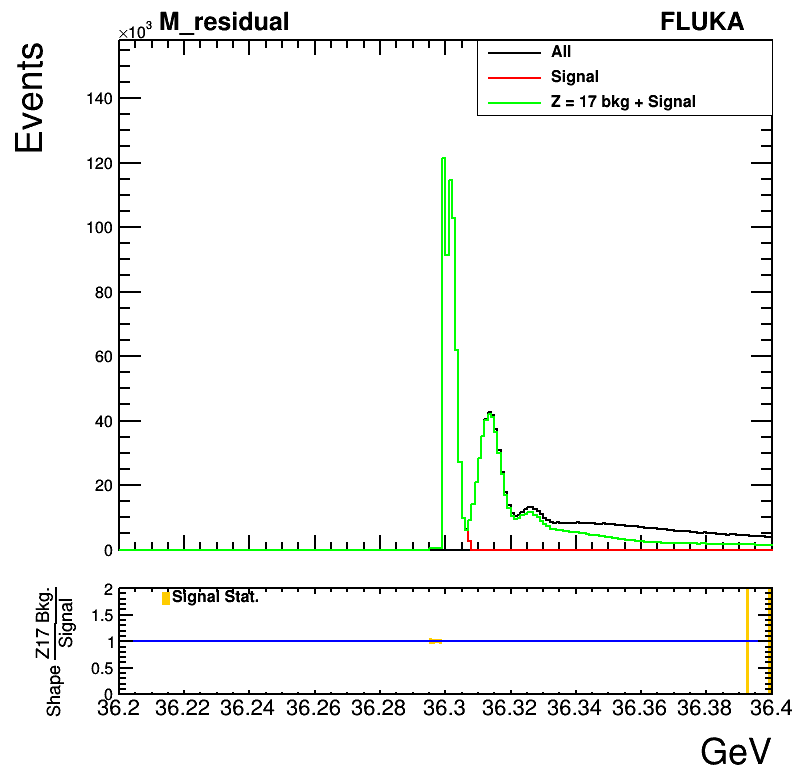 ×10³ M_residual FLUKA
All
Signal
Z = 17 bkg + Signal
Events
140
120
100
80
60
40
20
0
Signal Stat.
Shape Z17 Bkg.
Signal
2
1.5
1
0.5
0
36.2 36.22 36.24 36.26 36.28 36.3 36.32 36.34 36.36 36.38 36.4
GeV